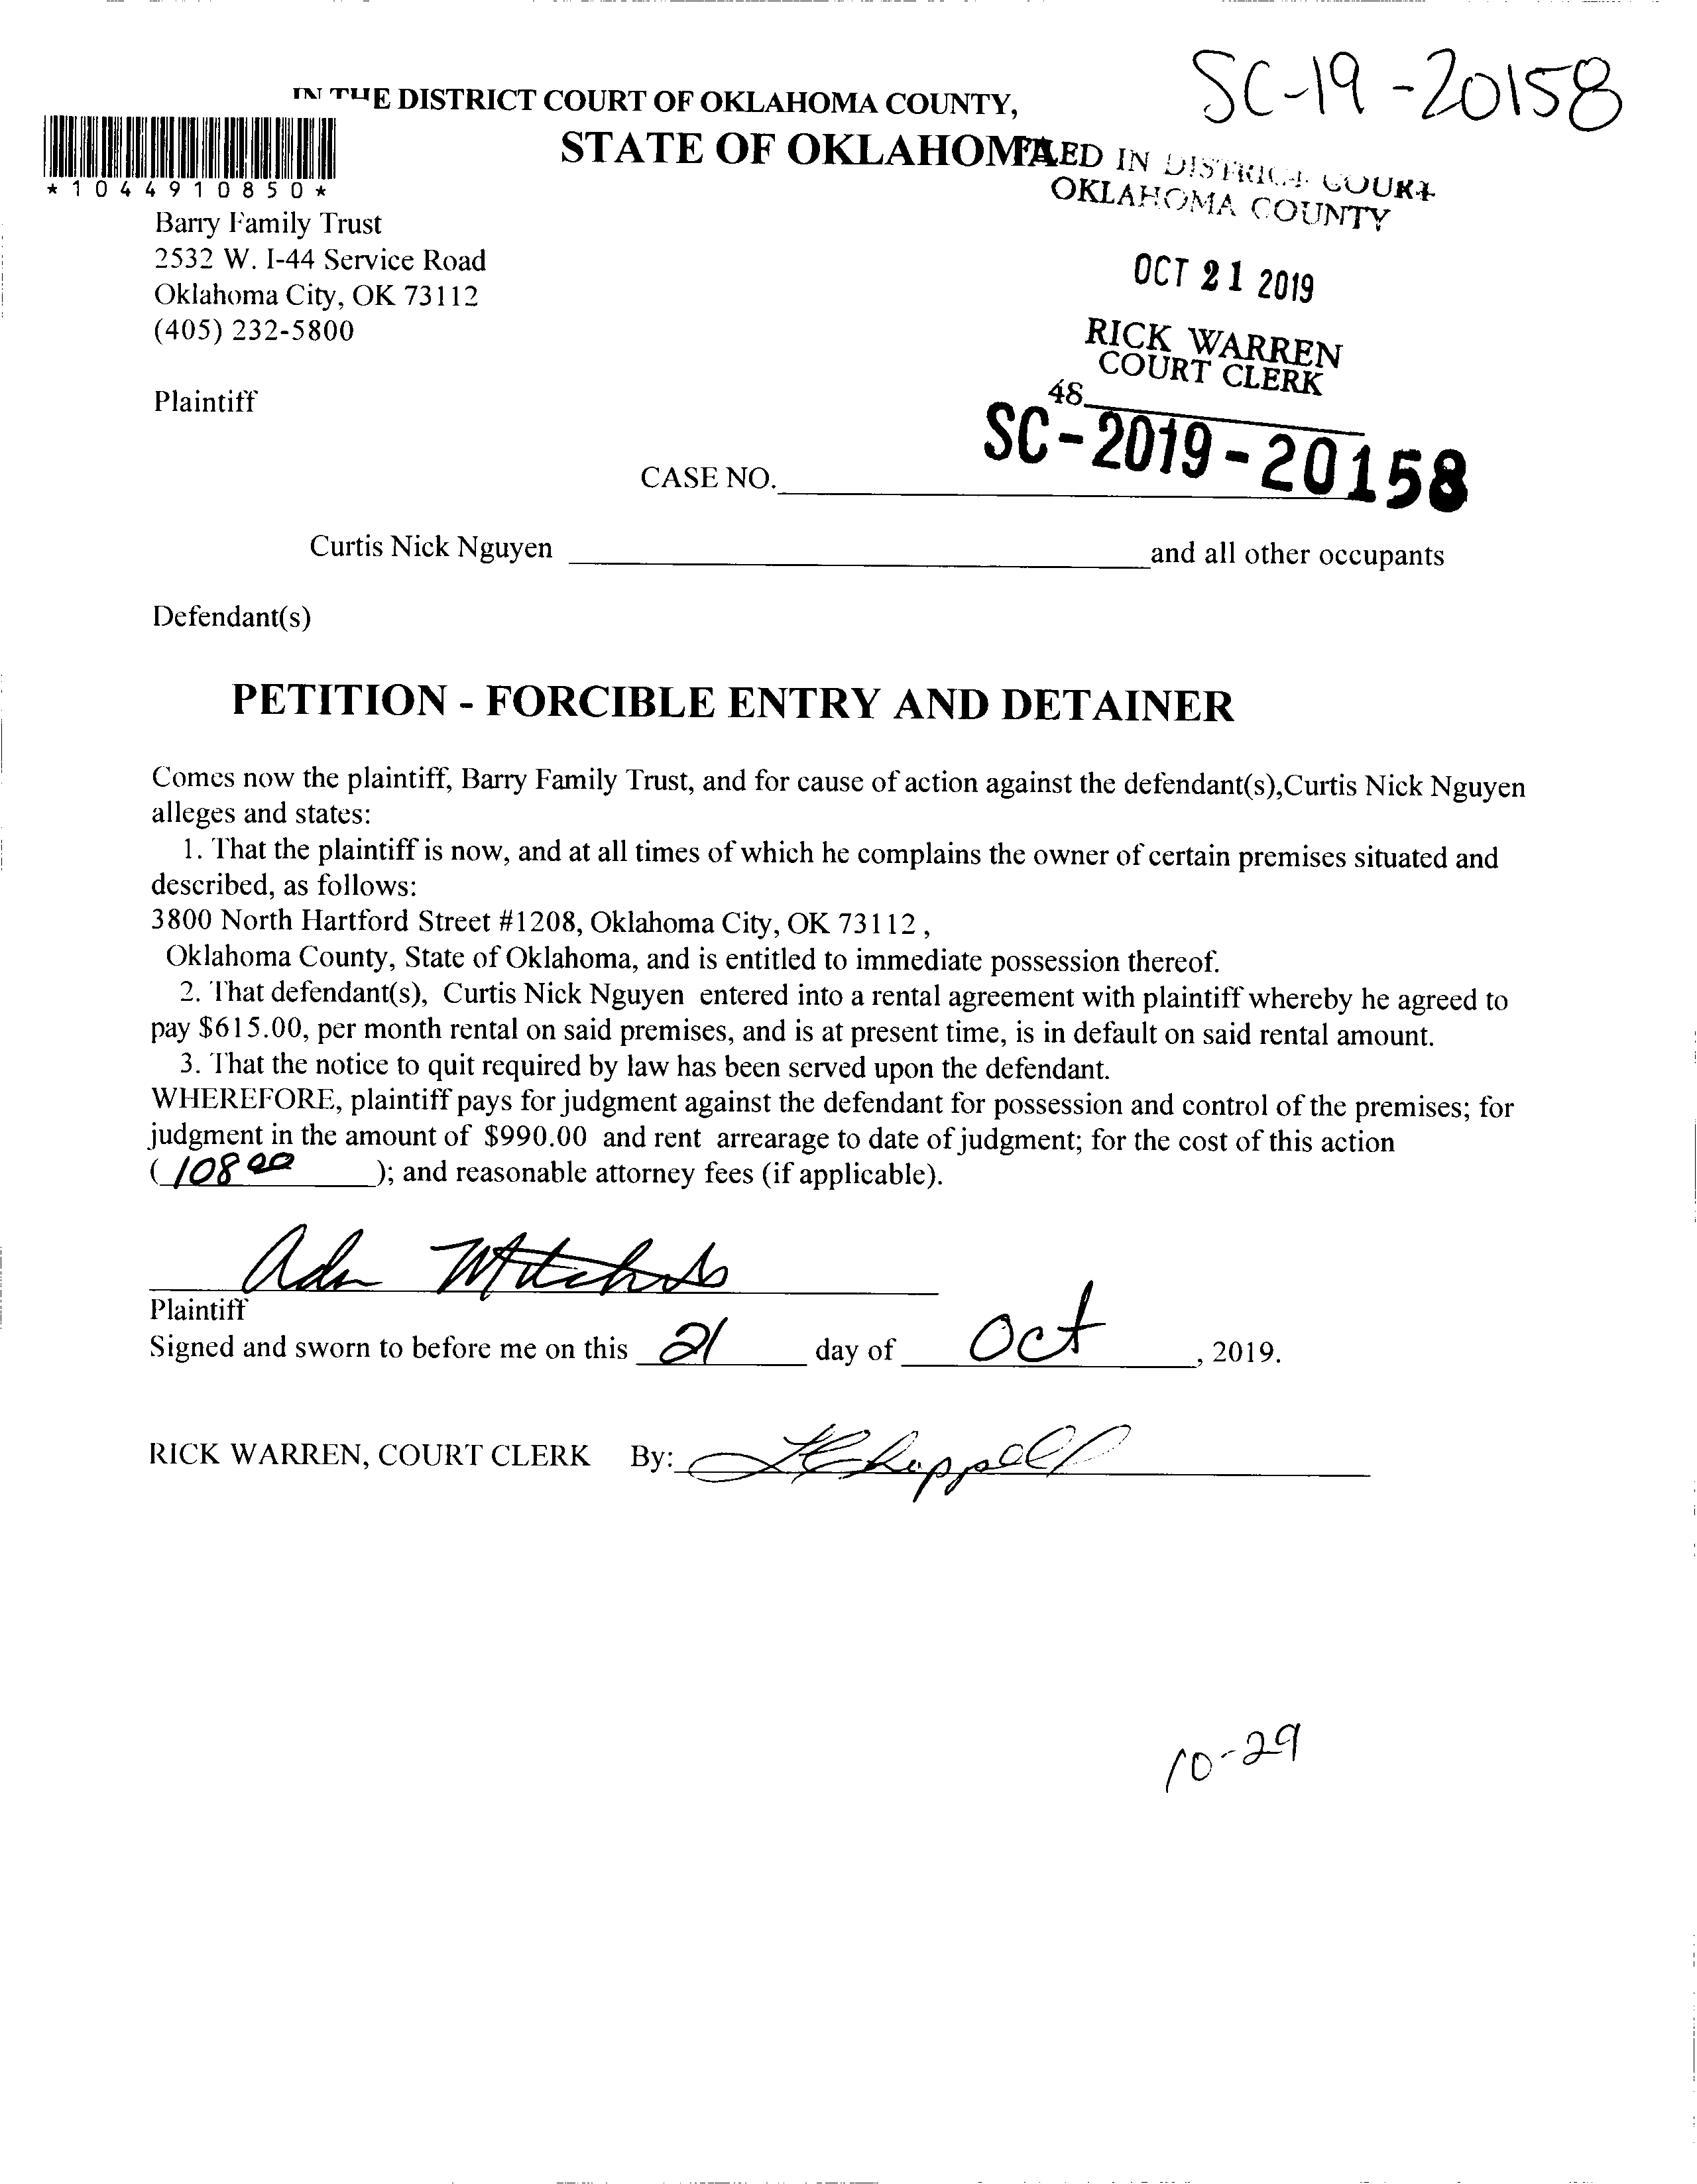 SC-19-20158
IN THE DISTRICT COURT OF OKLAHOMA COUNTY,
STATE OF OKLAHOMA
FILED IN DISTRICT COURT
OKLAHOMA COUNTY
*1044910850*
Barry Family Trust
2532 W. I-44 Service Road
Oklahoma City, OK 73112
(405) 232-5800
OCT 21 2019
RICK WARREN
COURT CLERK
48
Plaintiff
SC-2019-20158
CASE NO.
Curtis Nick Nguyen and all other occupants
Defendant(s)
PETITION - FORCIBLE ENTRY AND DETAINER
Comes now the plaintiff, Barry Family Trust, and for cause of action against the defendant(s),Curtis Nick Nguyen
alleges and states:
1. That the plaintiff is now, and at all times of which he complains the owner of certain premises situated and
described, as follows:
3800 North Hartford Street #1208, Oklahoma City, OK 73112 ,
Oklahoma County, State of Oklahoma, and is entitled to immediate possession thereof.
2. That defendant(s), Curtis Nick Nguyen entered into a rental agreement with plaintiff whereby he agreed to
pay $615.00, per month rental on said premises, and is at present time, is in default on said rental amount.
3. That the notice to quit required by law has been served upon the defendant.
WHEREFORE, plaintiff pays for judgment against the defendant for possession and control of the premises; for
judgment in the amount of $990.00 and rent arrearage to date of judgment; for the cost of this action
( 108 00 ); and reasonable attorney fees (if applicable).
Plaintiff
Signed and sworn to before me on this 21 day of Oct , 2019.
RICK WARREN, COURT CLERK By:
10-29